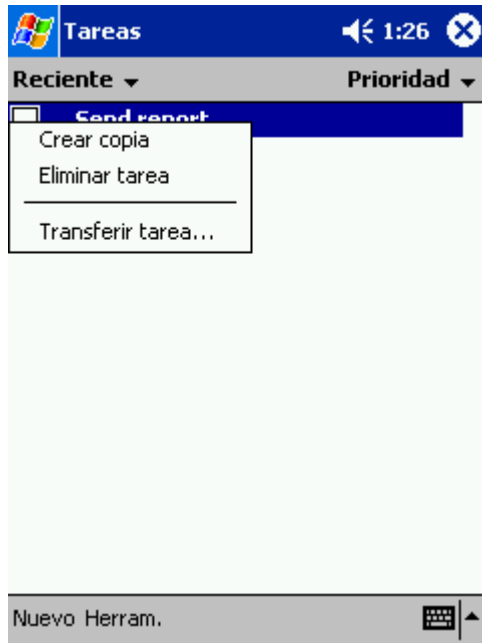 Tareas 1:26
Reciente Prioridad
Send report
Crear copia
Eliminar tarea
Transferir tarea...
Nuevo Herram.